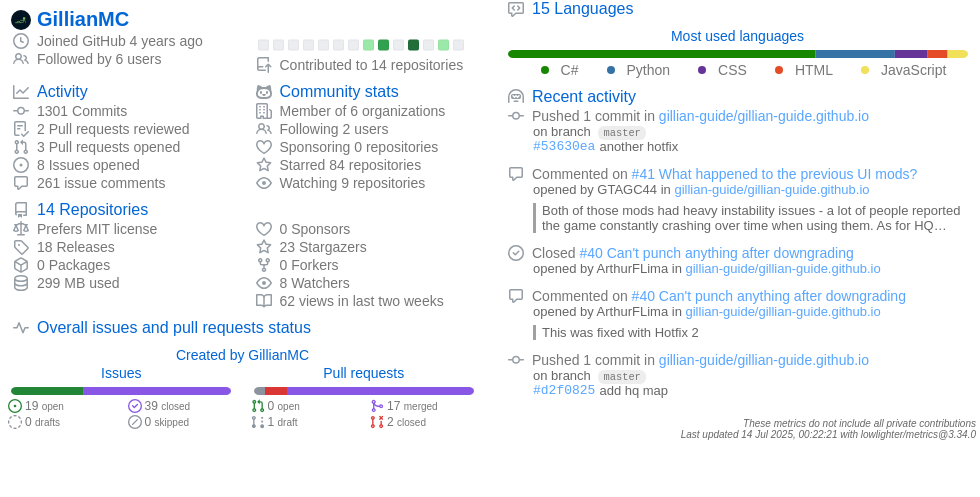 GillianMC
Joined GitHub 4 years ago
Followed by 6 users
Contributed to 14 repositories
Activity
1301 Commits
2 Pull requests reviewed
3 Pull requests opened
8 Issues opened
261 issue comments
Community stats
Member of 6 organizations
Following 2 users
Sponsoring 0 repositories
Starred 84 repositories
Watching 9 repositories
14 Repositories
Prefers MIT license
18 Releases
0 Packages
299 MB used
0 Sponsors
23 Stargazers
0 Forkers
8 Watchers
62 views in last two weeks
Overall issues and pull requests status
Created by GillianMC
Issues
19 open
39 closed
0 drafts
0 skipped
Pull requests
0 open
17 merged
1 draft
2 closed
15 Languages
Most used languages
C# Python CSS HTML JavaScript
Recent activity
Pushed 1 commit in gillian-guide/gillian-guide.github.io
on branch master
#53630ea another hotfix
Commented on #41 What happened to the previous UI mods?
opened by GTAGC44 in gillian-guide/gillian-guide.github.io
Both of those mods had heavy instability issues - a lot of people reported
the game constantly crashing over time when using them. As for HQ…
Closed #40 Can't punch anything after downgrading
opened by ArthurFLima in gillian-guide/gillian-guide.github.io
Commented on #40 Can't punch anything after downgrading
opened by ArthurFLima in gillian-guide/gillian-guide.github.io
This was fixed with Hotfix 2
Pushed 1 commit in gillian-guide/gillian-guide.github.io
on branch master
#d2f0825 add hq map
These metrics do not include all private contributions
Last updated 14 Jul 2025, 00:22:21 with lowlighter/metrics@3.34.0